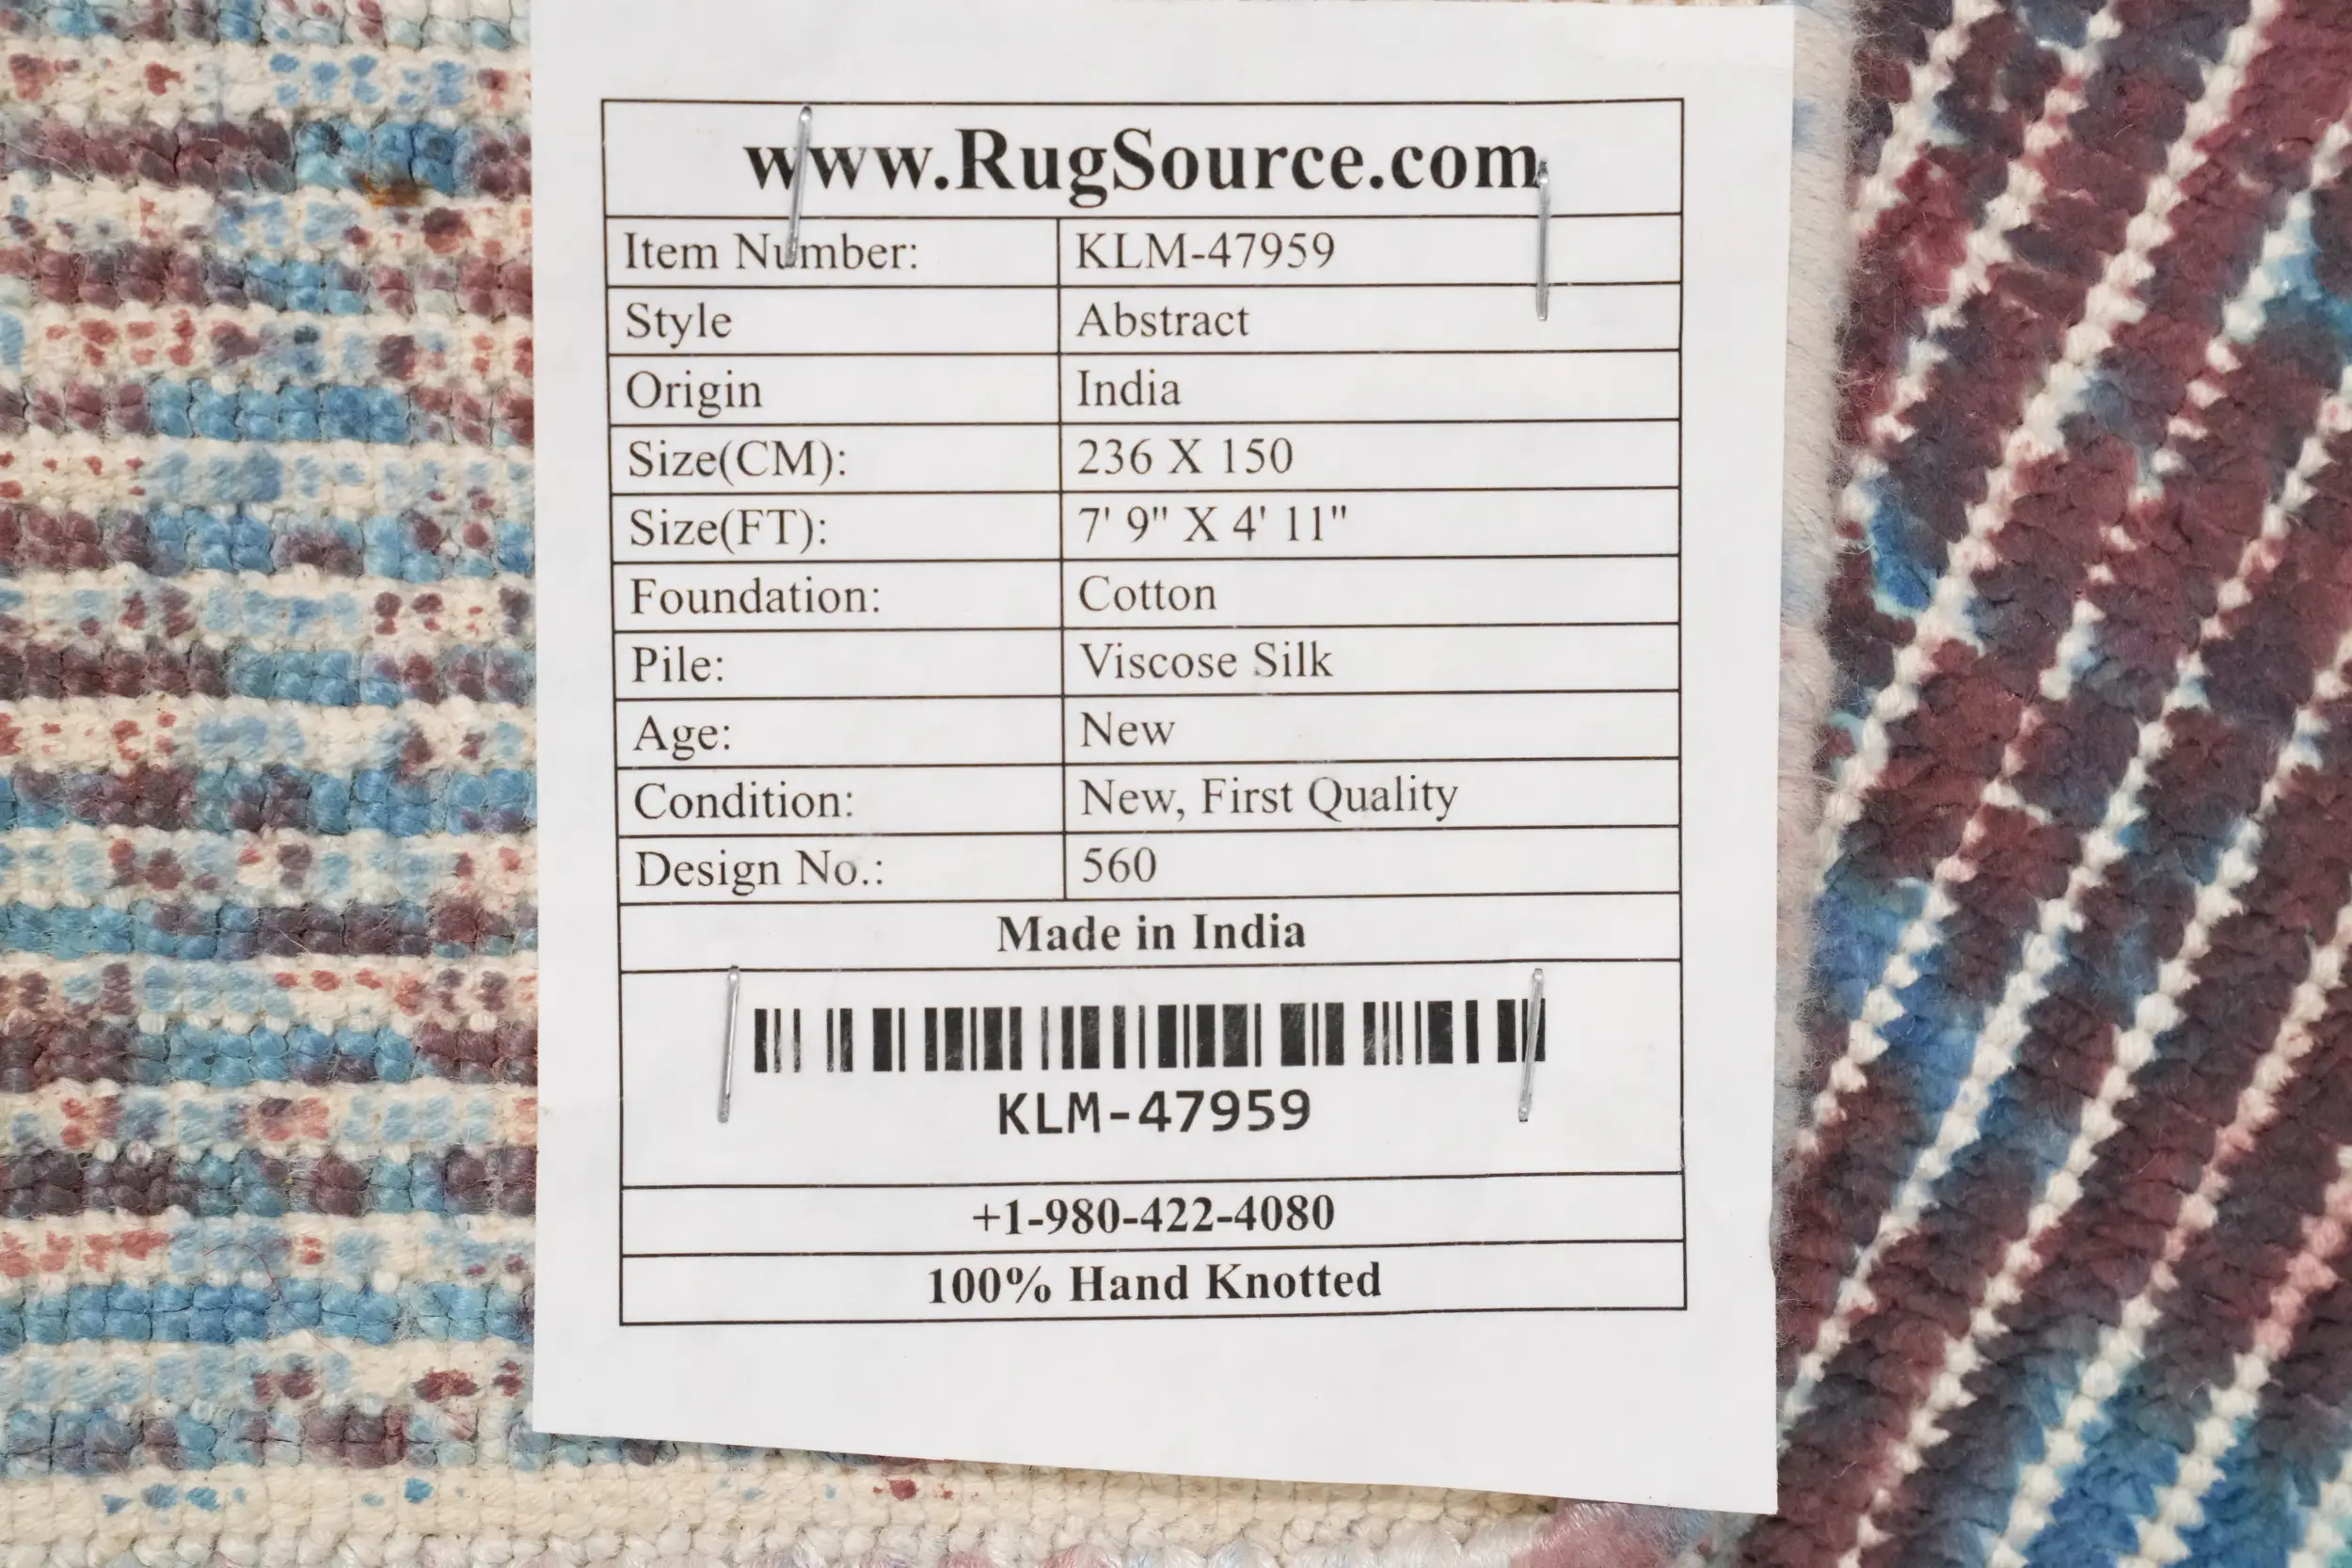 www.RugSource.com
Item Number: KLM-47959
Style Abstract
Origin India
Size(CM): 236 X 150
Size(FT): 7' 9" X 4' 11"
Foundation: Cotton
Pile: Viscose Silk
Age: New
Condition: New, First Quality
Design No.: 560
Made in India
KLM-47959
+1-980-422-4080
100% Hand Knotted